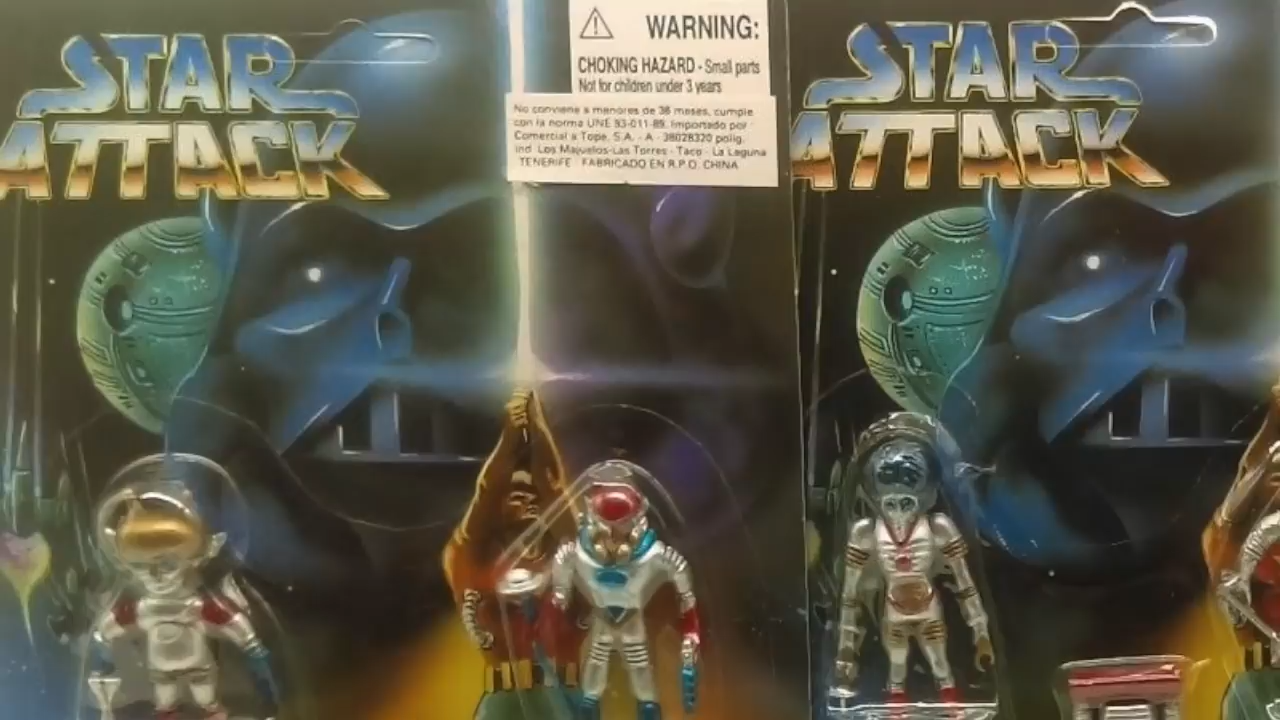 STAR
ATTACK
WARNING:
CHOKING HAZARD - Small parts
Not for children under 3 years
No conviene a menores de 36 meses, cumple
con la norma UNE 93-011-85. Importado por
Comercial a Tope, S.A. - A - 38028320 polig.
ind Los Majuelos-Las Torres - Taco - La Laguna
TENERIFE - FABRICADO EN R.P.O. CHINA
STAR
ATTACK